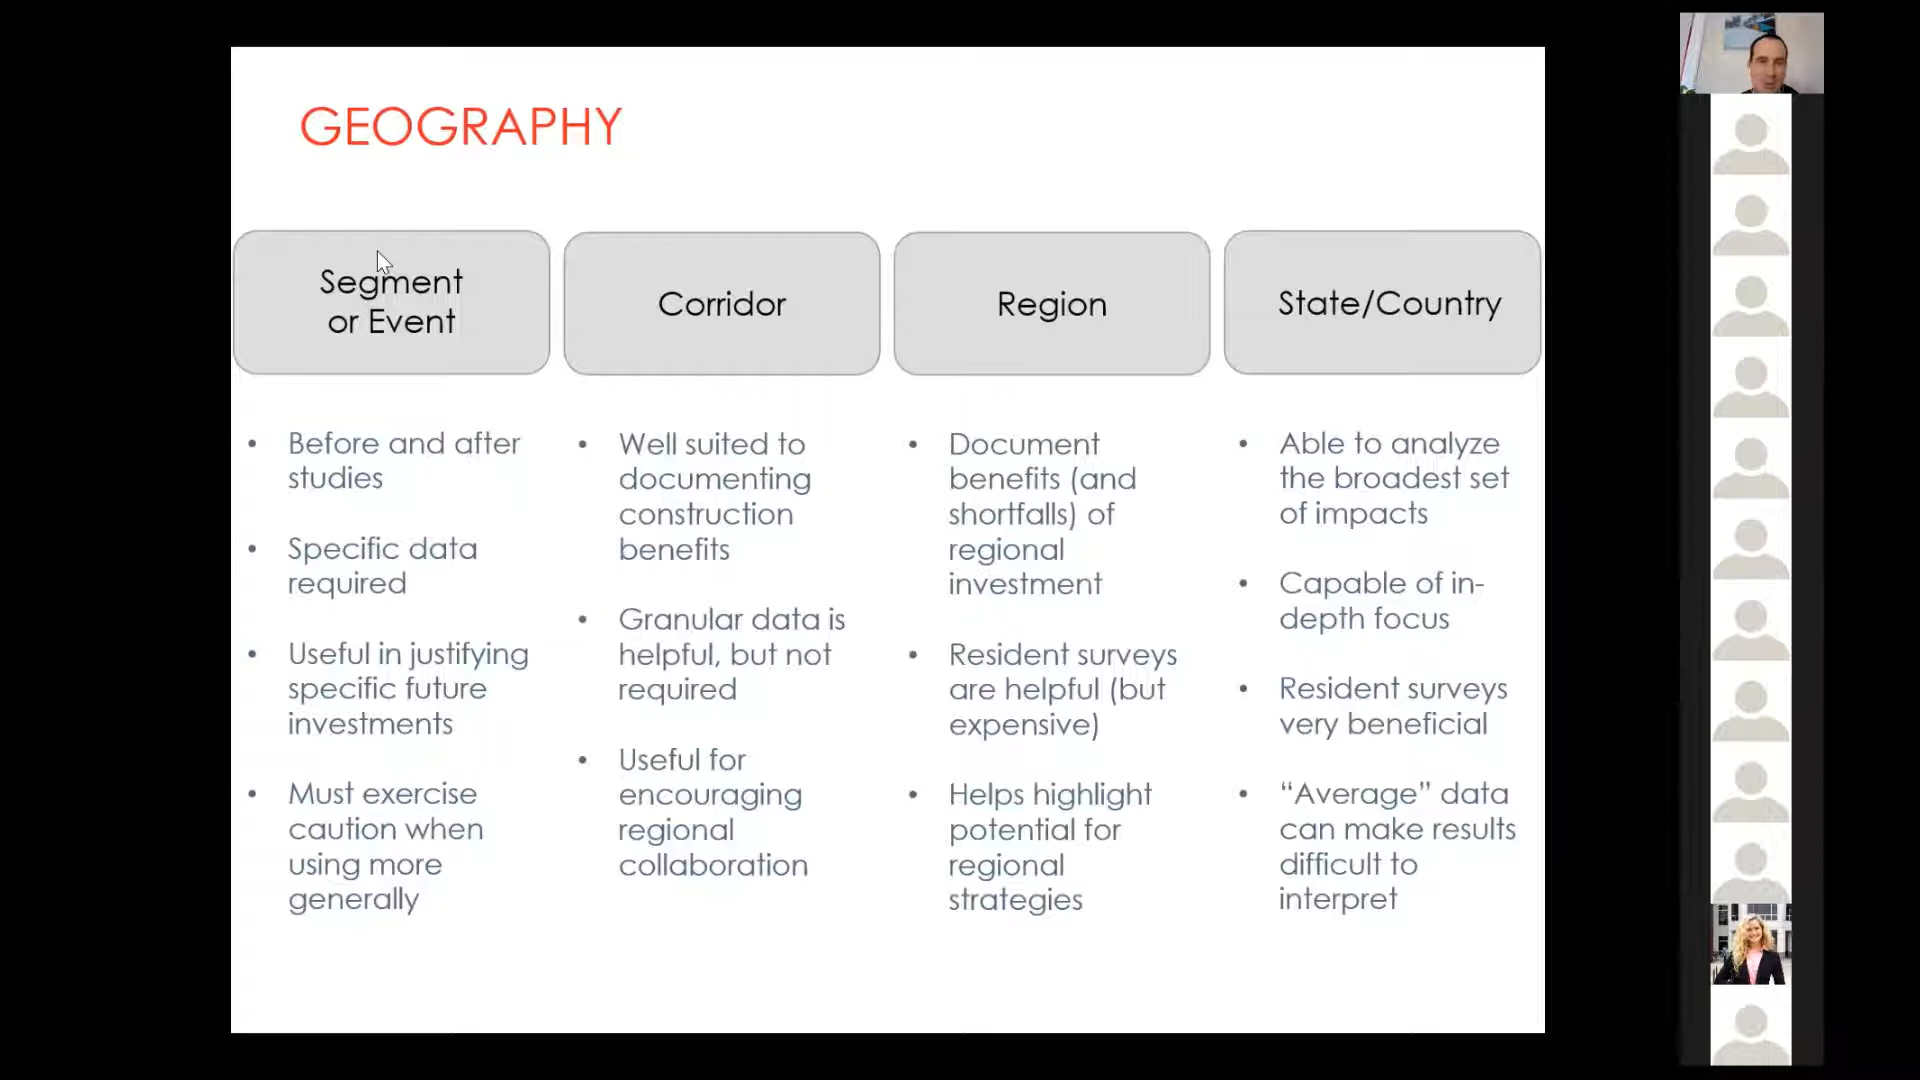 GEOGRAPHY
Segment
or Event
Corridor
Region
State/Country
• Before and after
studies
• Specific data
required
• Useful in justifying
specific future
investments
• Must exercise
caution when
using more
generally
• Well suited to
documenting
construction
benefits
• Granular data is
helpful, but not
required
• Useful for
encouraging
regional
collaboration
• Document
benefits (and
shortfalls) of
regional
investment
• Resident surveys
are helpful (but
expensive)
• Helps highlight
potential for
regional
strategies
• Able to analyze
the broadest set
of impacts
• Capable of in-
depth focus
• Resident surveys
very beneficial
• “Average” data
can make results
difficult to
interpret